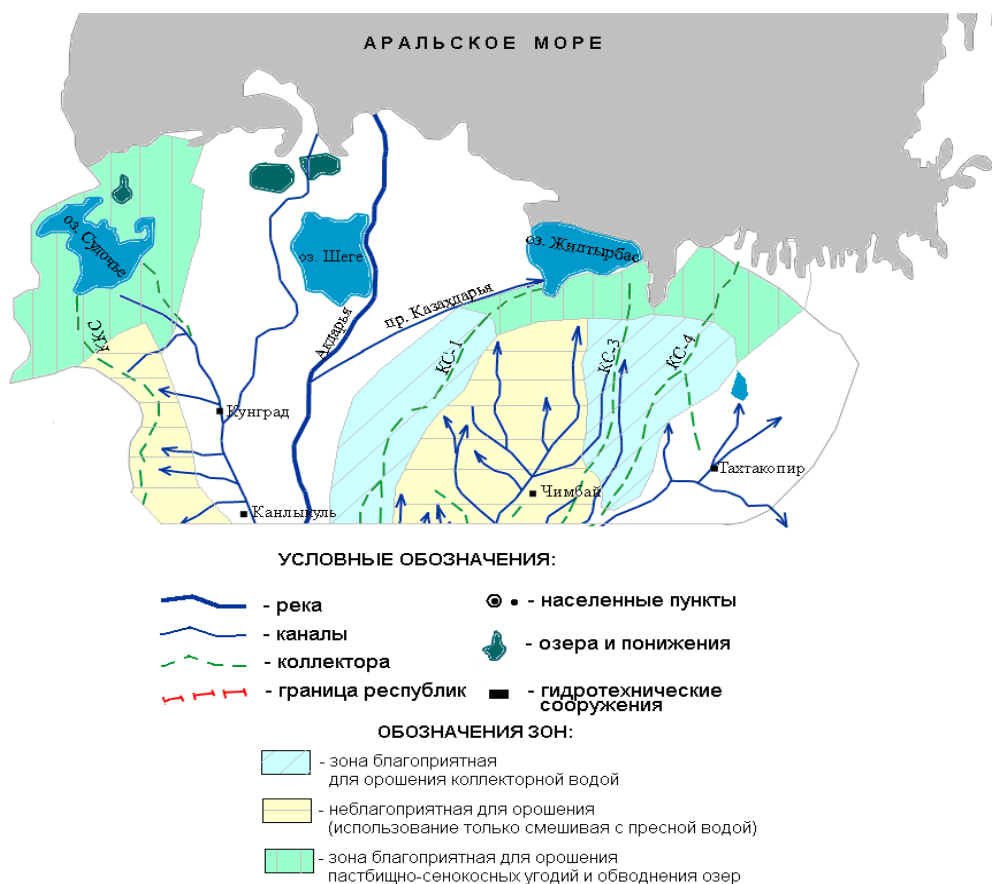 АРАЛЬСКОЕ МОРЕ
оз. Судочье
оз. Шеге
оз. Жилтырбас
Акдарья
пр. Казахдарья
ККС
КС-1
КС-3
КС-4
Кунград
Тахтакопир
Чимбай
Канлыкуль
УСЛОВНЫЕ ОБОЗНАЧЕНИЯ:
- река
- каналы
- коллектора
- граница республик
- населенные пункты
- озера и понижения
- гидротехнические
сооружения
ОБОЗНАЧЕНИЯ ЗОН:
- зона благоприятная
для орошения коллекторной водой
- неблагоприятная для орошения
(использование только смешивая с пресной водой)
- зона благоприятная для орошения
пастбищно-сенокосных угодий и обводнения озер